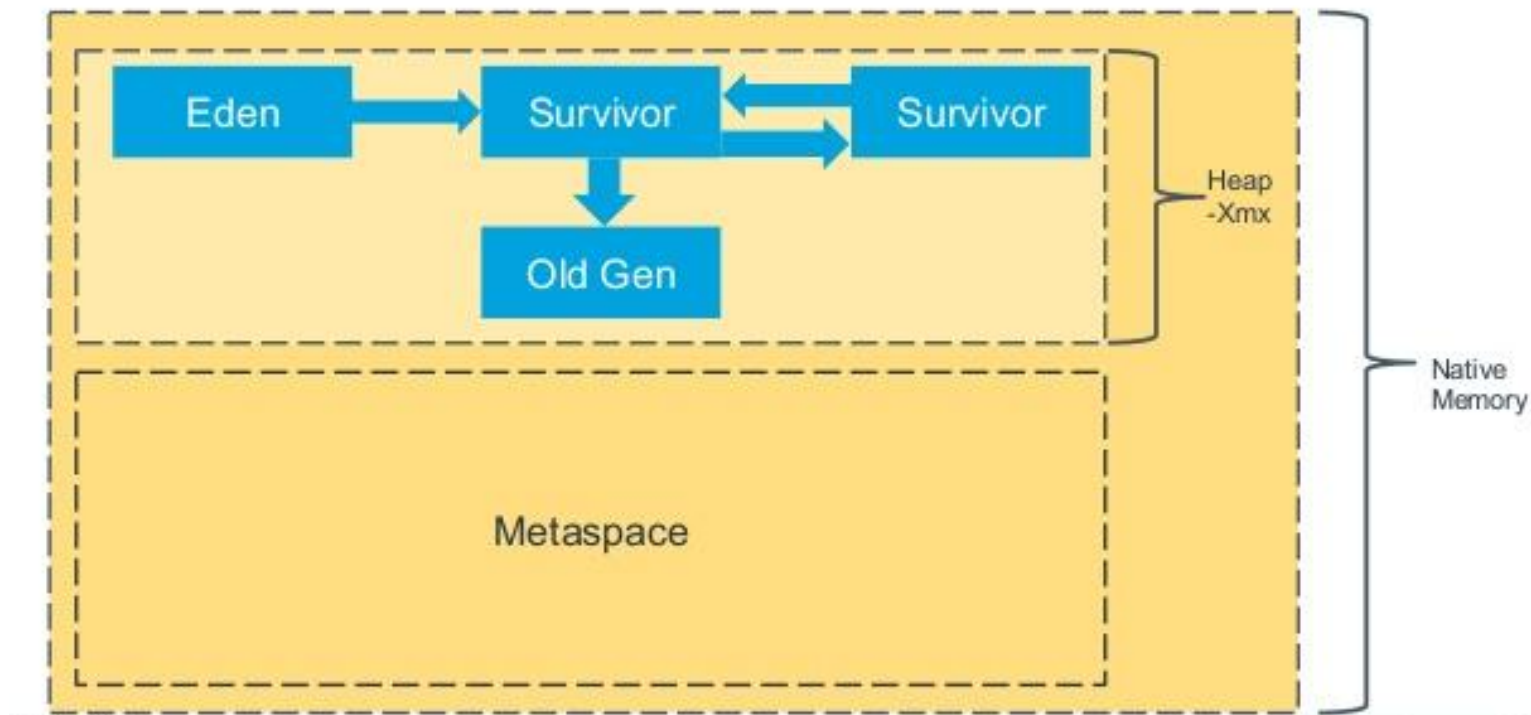 Eden
Survivor
Survivor
Heap
-Xmx
Old Gen
Native
Memory
Metaspace